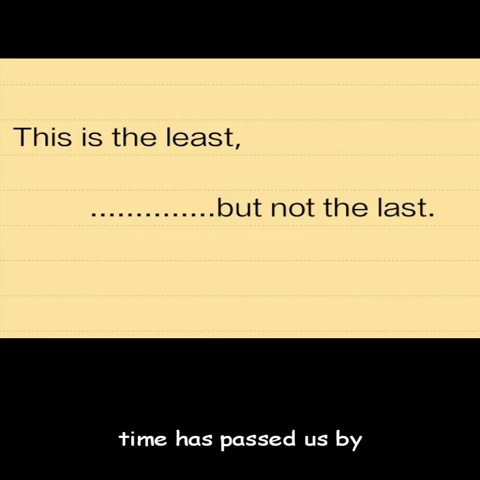 This is the least,
..............but not the last.
time has passed us by